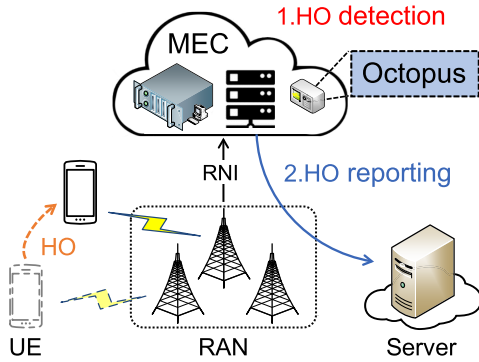 1.HO detection
MEC
Octopus
RNI
2.HO reporting
HO
UE
RAN
Server